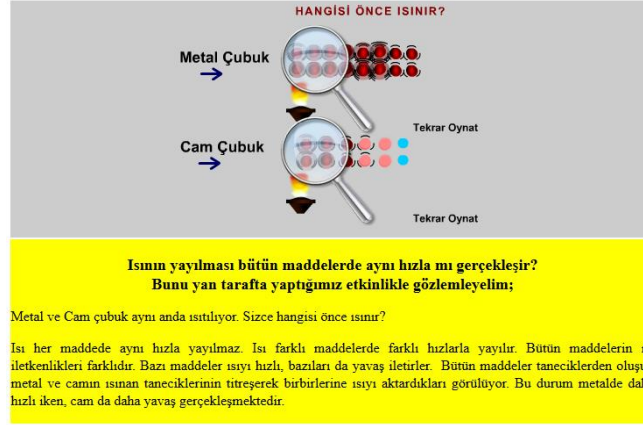 HANGİSİ ÖNCE ISINIR?
Metal Çubuk
Tekrar Oynat
Cam Çubuk
Tekrar Oynat
Isının yayılması bütün maddelerde aynı hızla mı gerçekleşir?
Bunu yan tarafta yaptığımız etkinlikle gözlemleyelim;
Metal ve Cam çubuk aynı anda ısıtılıyor. Sizce hangisi önce ısınır?
Isı her maddede aynı hızla yayılmaz. Isı farklı maddelerde farklı hızlarla yayılır. Bütün maddelerin
iletkenlikleri farklıdır. Bazı maddeler ısıyı hızlı, bazıları da yavaş iletirler. Bütün maddeler taneciklerden
metal ve camın ısınan taneciklerinin titreşerek birbirlerine ısıyı aktardıkları görülüyor. Bu durum metalde
hızlı iken, cam da daha yavaş gerçekleşmektedir.